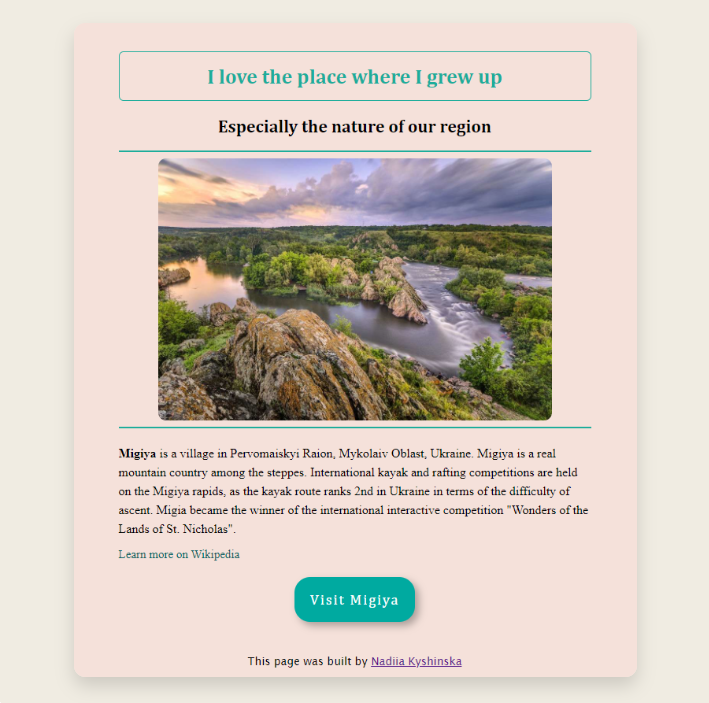 I love the place where I grew up
Especially the nature of our region
Migiya is a village in Pervomaiskyi Raion, Mykolaiv Oblast, Ukraine. Migiya is a real
mountain country among the steppes. International kayak and rafting competitions are held
on the Migiya rapids, as the kayak route ranks 2nd in Ukraine in terms of the difficulty of
ascent. Migia became the winner of the international interactive competition "Wonders of the
Lands of St. Nicholas".
Learn more on Wikipedia
Visit Migiya
This page was built by Nadiia Kyshinska